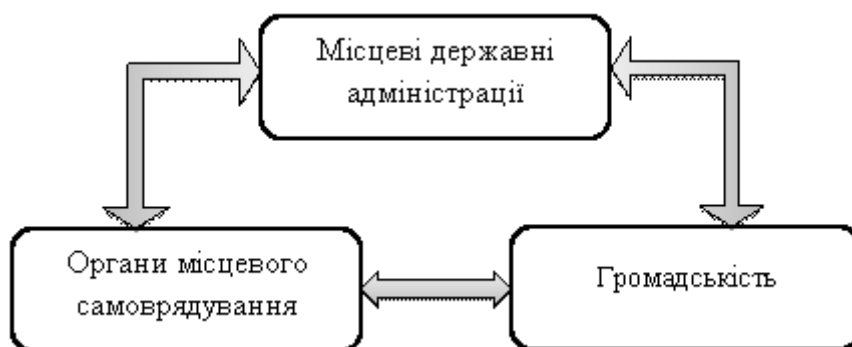 Місцеві державні
адміністрації
Органи місцевого
самоврядування
Громадськість